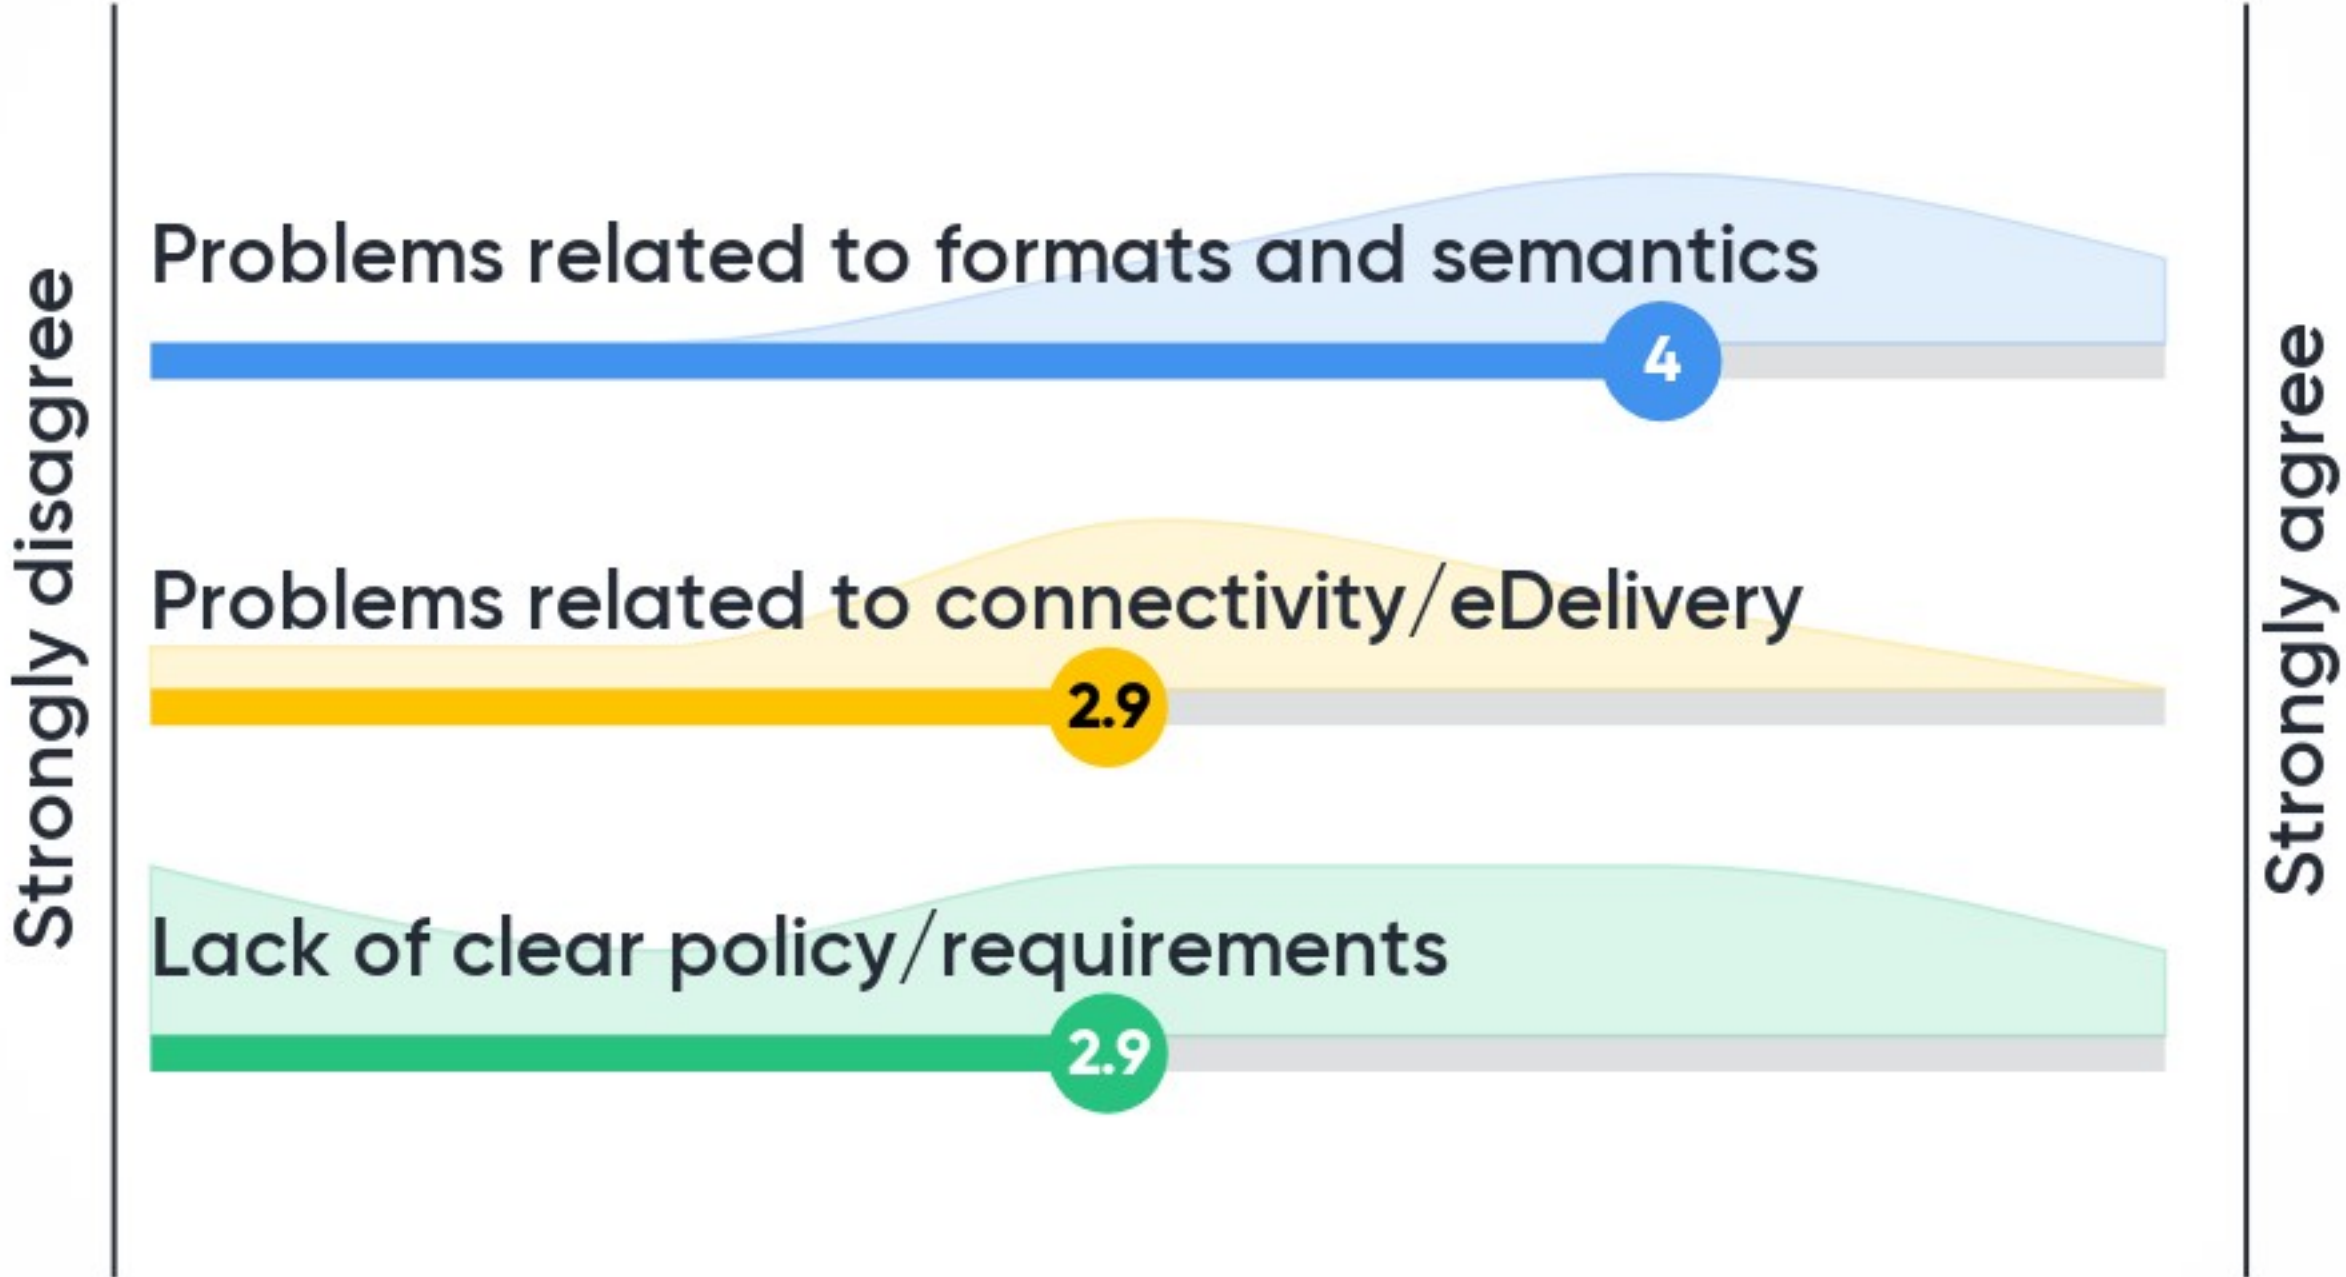 Strongly disagree
Problems related to formats and semantics
4
Problems related to connectivity/eDelivery
2.9
Lack of clear policy/requirements
2.9
Strongly agree